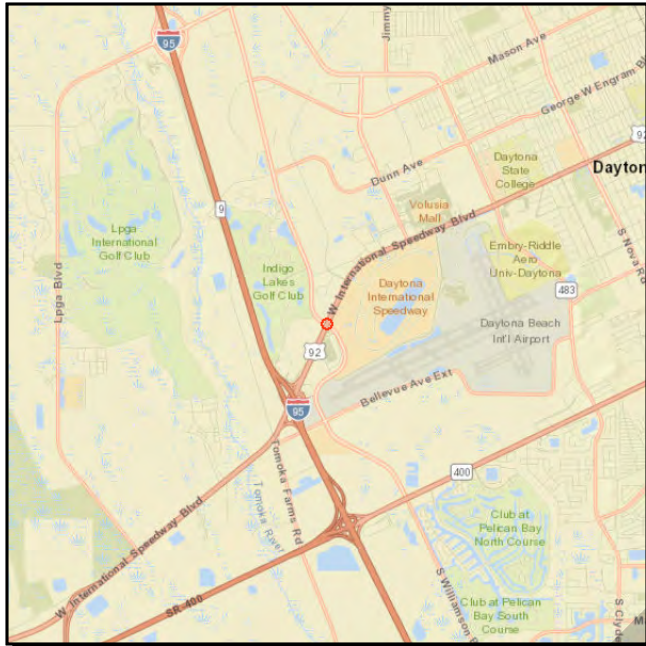 95
Jimmy
Mason Ave
George W Engram Bl
92
Dunn Ave
Daytona
State
College
Dayton
Volusia
Mall
9
Lpga
International
Golf Club
Lpga Blvd
W International Speedway Blvd
Embry-Riddle
Aero
Univ-Daytona
S Nova Rd
Indigo
Lakes
Golf Club
Daytona
International
Speedway
483
Daytona Beach
Int'l Airport
92
Bellevue Ave Ext
95
Tomoka Farms Rd
Tomoka River
400
W International Speedway Blvd
Club at
Pelican Bay
North Course
SR 400
S Williamson
Club at Pelican
Bay South
Course
S Clyde